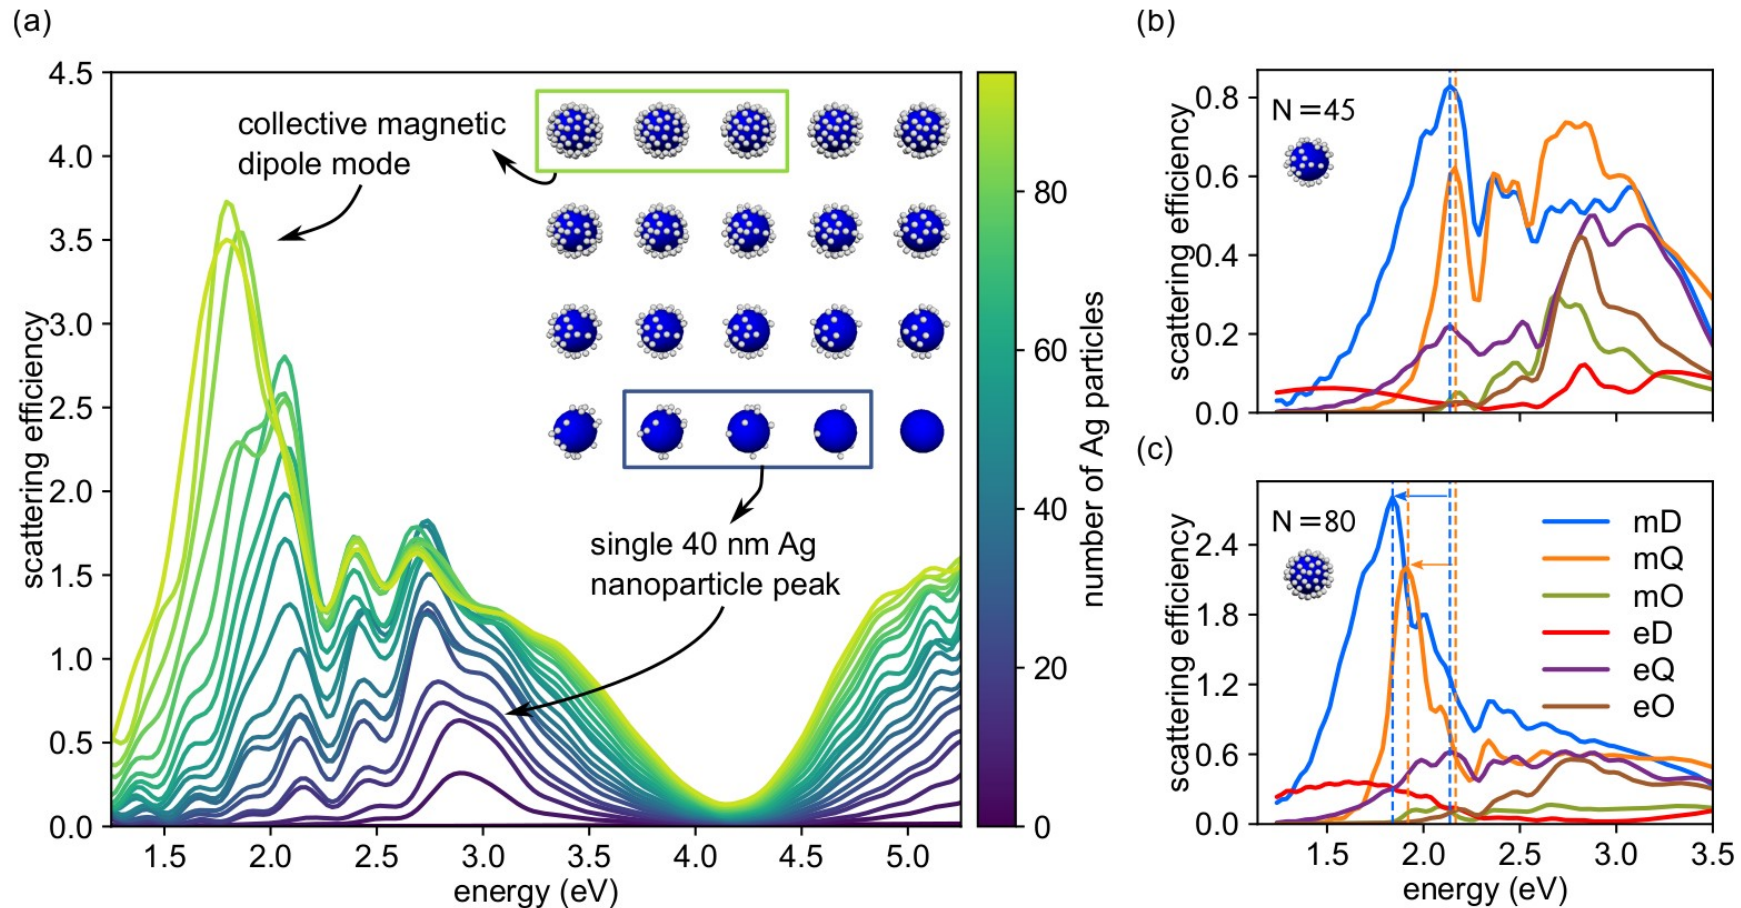 (a)
4.5
4.0
3.5
3.0
2.5
2.0
1.5
1.0
0.5
0.0
scattering efficiency
1.5 2.0 2.5 3.0 3.5 4.0 4.5 5.0
energy (eV)
collective magnetic
dipole mode
single 40 nm Ag
nanoparticle peak
80
60
40
20
0
number of Ag particles
(b)
N=45
0.8
0.6
0.4
0.2
0.0
scattering efficiency
(c)
N=80
2.4
1.8
1.2
0.6
0.0
scattering efficiency
mD
mQ
mO
eD
eQ
eO
1.5 2.0 2.5 3.0 3.5
energy (eV)